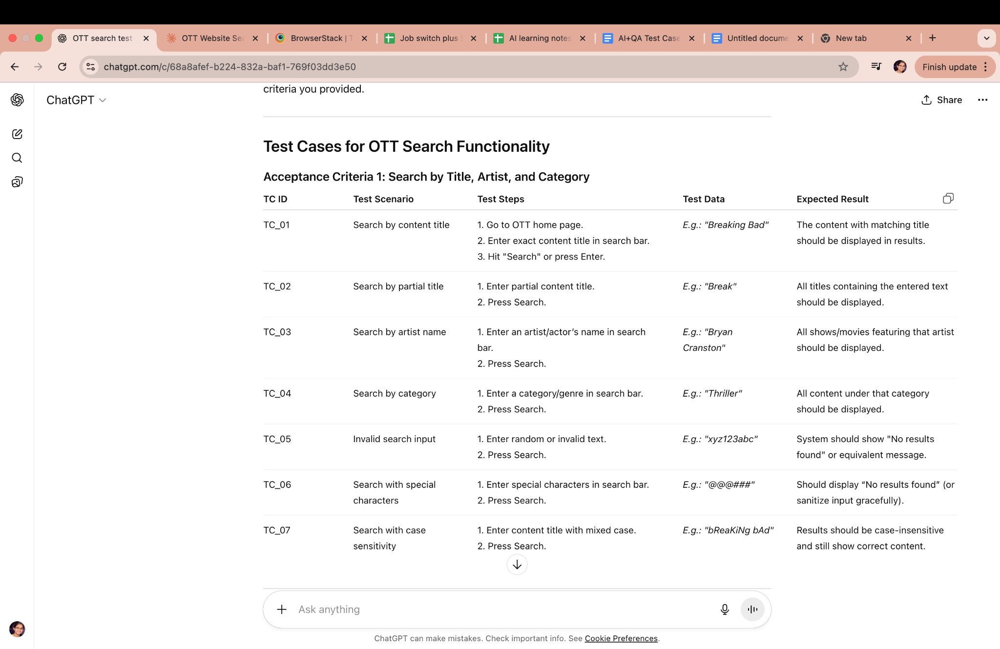 OTT search test
OTT Website Sea
BrowserStack | T
Job switch plus
AI learning notes
AI+QA Test Case
Untitled docume
New tab
chatgpt.com/c/68a8afef-b224-832a-baf1-769f03dd3e50
Finish update
criteria you provided.
ChatGPT
Share
Test Cases for OTT Search Functionality
Acceptance Criteria 1: Search by Title, Artist, and Category
TC ID Test Scenario Test Steps Test Data Expected Result
TC_01 Search by content title 1. Go to OTT home page. E.g.: "Breaking Bad" The content with matching title
2. Enter exact content title in search bar. should be displayed in results.
3. Hit "Search" or press Enter.
TC_02 Search by partial title 1. Enter partial content title. E.g.: "Break" All titles containing the entered text
2. Press Search. should be displayed.
TC_03 Search by artist name 1. Enter an artist/actor’s name in search E.g.: "Bryan All shows/movies featuring that artist
bar. Cranston" should be displayed.
2. Press Search.
TC_04 Search by category 1. Enter a category/genre in search bar. E.g.: "Thriller" All content under that category
2. Press Search. should be displayed.
TC_05 Invalid search input 1. Enter random or invalid text. E.g.: "xyz123abc" System should show "No results
2. Press Search. found" or equivalent message.
TC_06 Search with special 1. Enter special characters in search bar. E.g.: "@@@###" Should display “No results found” (or
characters 2. Press Search. sanitize input gracefully).
TC_07 Search with case 1. Enter content title with mixed case. E.g.: "bReaKiNg bAd" Results should be case-insensitive
sensitivity 2. Press Search. and still show correct content.
Ask anything
ChatGPT can make mistakes. Check important info. See Cookie Preferences.